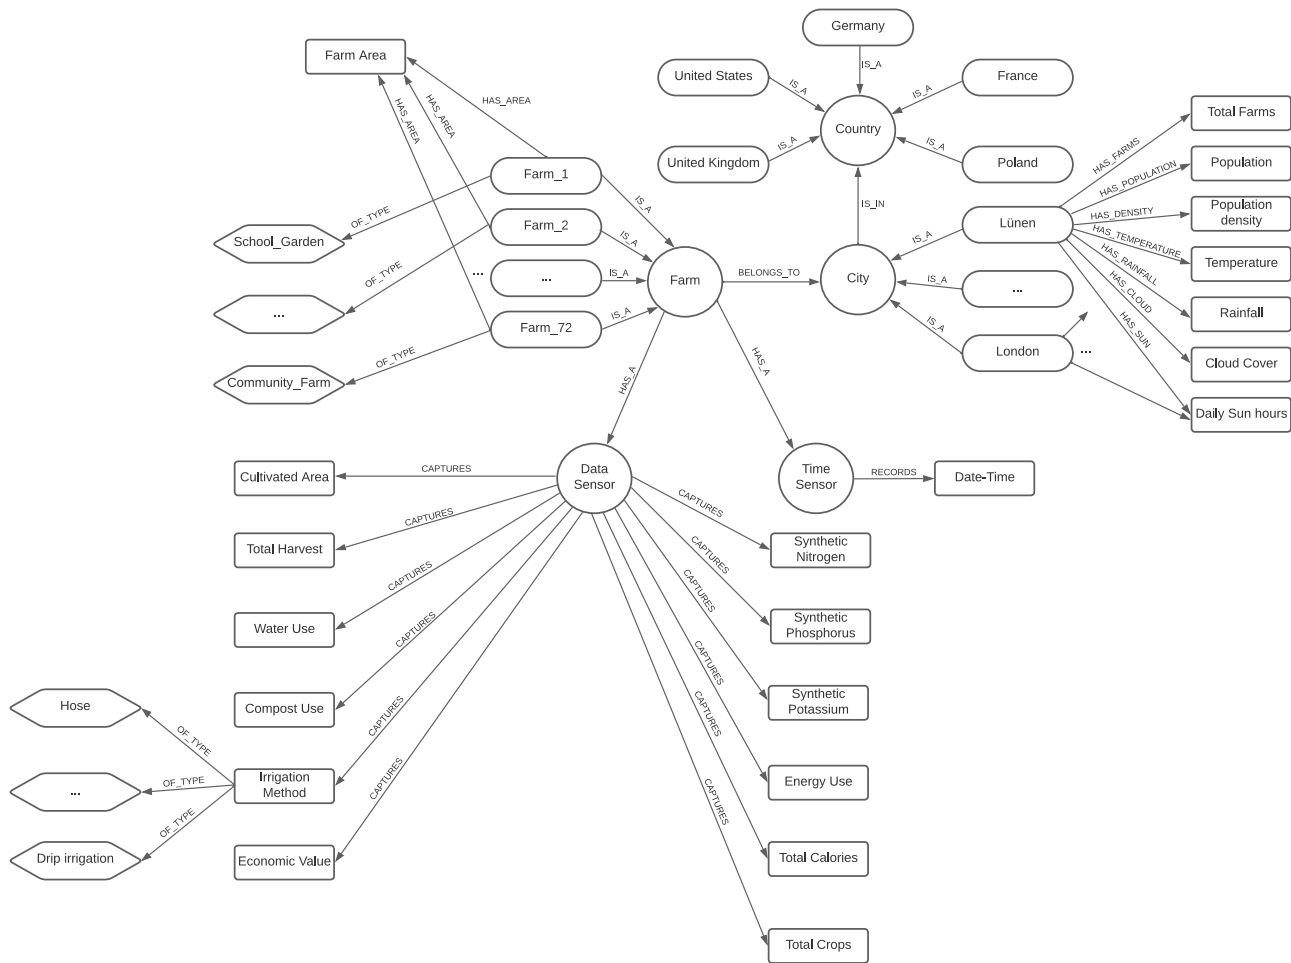 Germany
Farm Area
IS_A
United States
France
HAS_AREA
IS_A
IS_A
HAS_AREA
HAS_AREA
Country
Total Farms
United Kingdom
IS_A
IS_A
Poland
HAS_FARMS
Population
Farm_1
HAS_POPULATION
IS_A
IS_IN
OF_TYPE
Lünen
HAS_DENSITY
Population
density
School_Garden
Farm_2
IS_A
IS_A
HAS_TEMPERATURE
Temperature
...
OF_TYPE
...
IS_A
Farm
BELONGS_TO
City
IS_A
...
HAS_RAINFALL
HAS_CLOUD
HAS_SUN
Rainfall
...
Farm_72
IS_A
IS_A
London
...
OF_TYPE
Community_Farm
Cloud Cover
HAS_A
HAS_A
Daily Sun hours
Cultivated Area
CAPTURES
Data
Sensor
Time
Sensor
RECORDS
Date-Time
CAPTURES
CAPTURES
Total Harvest
Synthetic
Nitrogen
CAPTURES
CAPTURES
Water Use
CAPTURES
CAPTURES
Synthetic
Phosphorus
CAPTURES
Compost Use
CAPTURES
CAPTURES
Synthetic
Potassium
Hose
OF_TYPE
CAPTURES
CAPTURES
CAPTURES
...
OF_TYPE
Irrigation
Method
Energy Use
OF_TYPE
Drip irrigation
Economic Value
Total Calories
Total Crops